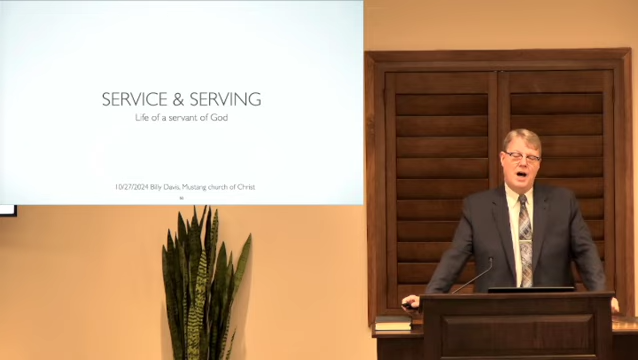 SERVICE & SERVING
Life of a servant of God
10/27/2024 Billy Davis, Mustang church of Christ